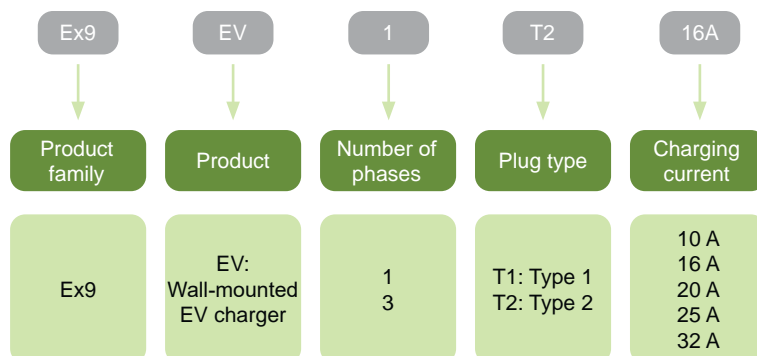 Ex9
EV
1
T2
16A
Product
family
Product
Number of
phases
Plug type
Charging
current
Ex9
EV:
Wall-mounted
EV charger
1
3
T1: Type 1
T2: Type 2
10 A
16 A
20 A
25 A
32 A